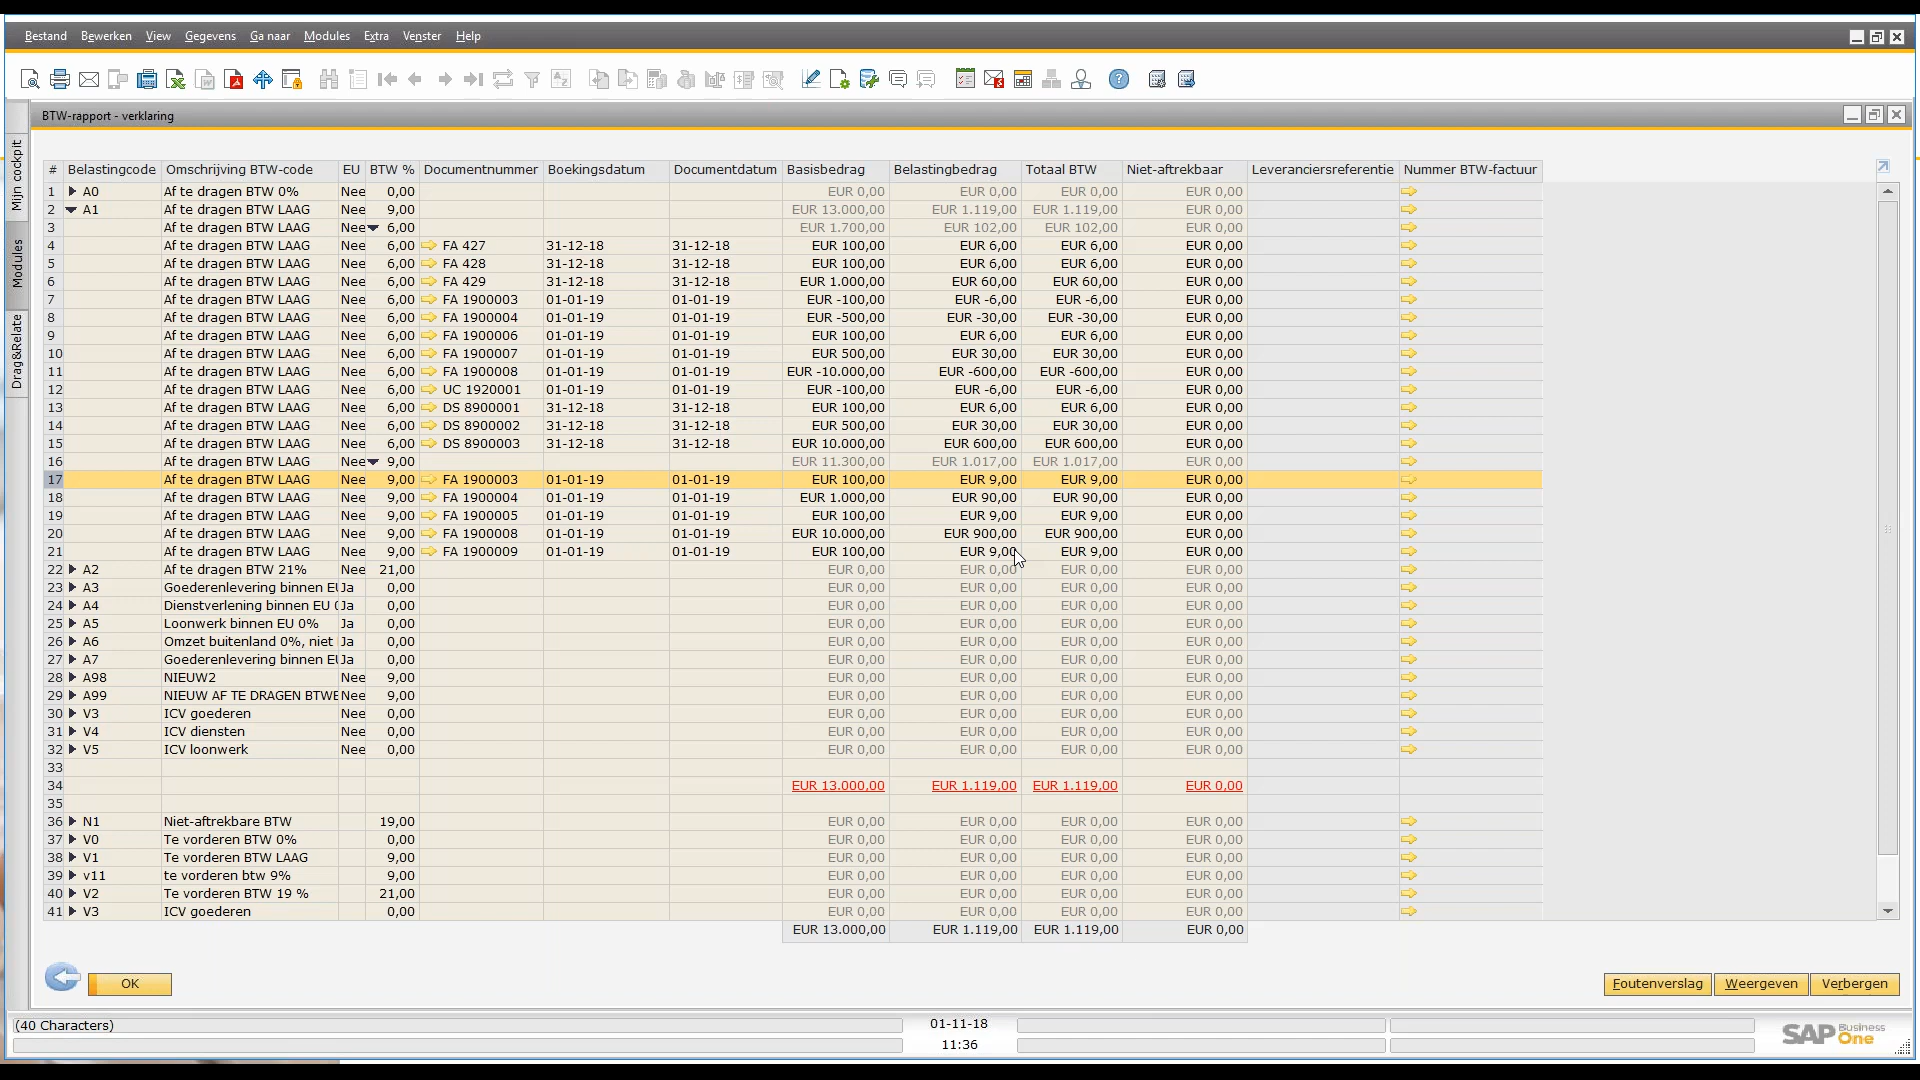 Bestand Bewerken View Gegevens Ga naar Modules Extra Venster Help
BTW-rapport - verklaring
Mijn cockpit
Modules
Drag&Relate
# Belastingcode Omschrijving BTW-code EU BTW % Documentnummer Boekingsdatum Documentdatum Basisbedrag Belastingbedrag Totaal BTW Niet-aftrekbaar Leveranciersreferentie Nummer BTW-factuur
1 A0 Af te dragen BTW 0% Nee 0,00 EUR 0,00 EUR 0,00 EUR 0,00 EUR 0,00
2 A1 Af te dragen BTW LAAG Nee 9,00 EUR 13.000,00 EUR 1.119,00 EUR 1.119,00 EUR 0,00
3 Af te dragen BTW LAAG Nee 6,00 EUR 1.700,00 EUR 102,00 EUR 102,00 EUR 0,00
4 Af te dragen BTW LAAG Nee 6,00 FA 427 31-12-18 31-12-18 EUR 100,00 EUR 6,00 EUR 6,00 EUR 0,00
5 Af te dragen BTW LAAG Nee 6,00 FA 428 31-12-18 31-12-18 EUR 100,00 EUR 6,00 EUR 6,00 EUR 0,00
6 Af te dragen BTW LAAG Nee 6,00 FA 429 31-12-18 31-12-18 EUR 1.000,00 EUR 60,00 EUR 60,00 EUR 0,00
7 Af te dragen BTW LAAG Nee 6,00 FA 1900003 01-01-19 01-01-19 EUR -100,00 EUR -6,00 EUR -6,00 EUR 0,00
8 Af te dragen BTW LAAG Nee 6,00 FA 1900004 01-01-19 01-01-19 EUR -500,00 EUR -30,00 EUR -30,00 EUR 0,00
9 Af te dragen BTW LAAG Nee 6,00 FA 1900006 01-01-19 01-01-19 EUR 100,00 EUR 6,00 EUR 6,00 EUR 0,00
10 Af te dragen BTW LAAG Nee 6,00 FA 1900007 01-01-19 01-01-19 EUR 500,00 EUR 30,00 EUR 30,00 EUR 0,00
11 Af te dragen BTW LAAG Nee 6,00 FA 1900008 01-01-19 01-01-19 EUR -10.000,00 EUR -600,00 EUR -600,00 EUR 0,00
12 Af te dragen BTW LAAG Nee 6,00 UC 1920001 01-01-19 01-01-19 EUR -100,00 EUR -6,00 EUR -6,00 EUR 0,00
13 Af te dragen BTW LAAG Nee 6,00 DS 8900001 31-12-18 31-12-18 EUR 100,00 EUR 6,00 EUR 6,00 EUR 0,00
14 Af te dragen BTW LAAG Nee 6,00 DS 8900002 31-12-18 31-12-18 EUR 500,00 EUR 30,00 EUR 30,00 EUR 0,00
15 Af te dragen BTW LAAG Nee 6,00 DS 8900003 31-12-18 31-12-18 EUR 10.000,00 EUR 600,00 EUR 600,00 EUR 0,00
16 Af te dragen BTW LAAG Nee 9,00 EUR 11.300,00 EUR 1.017,00 EUR 1.017,00 EUR 0,00
17 Af te dragen BTW LAAG Nee 9,00 FA 1900003 01-01-19 01-01-19 EUR 100,00 EUR 9,00 EUR 9,00 EUR 0,00
18 Af te dragen BTW LAAG Nee 9,00 FA 1900004 01-01-19 01-01-19 EUR 1.000,00 EUR 90,00 EUR 90,00 EUR 0,00
19 Af te dragen BTW LAAG Nee 9,00 FA 1900005 01-01-19 01-01-19 EUR 100,00 EUR 9,00 EUR 9,00 EUR 0,00
20 Af te dragen BTW LAAG Nee 9,00 FA 1900008 01-01-19 01-01-19 EUR 10.000,00 EUR 900,00 EUR 900,00 EUR 0,00
21 Af te dragen BTW LAAG Nee 9,00 FA 1900009 01-01-19 01-01-19 EUR 100,00 EUR 9,00 EUR 9,00 EUR 0,00
22 A2 Af te dragen BTW 21% Nee 21,00 EUR 0,00 EUR 0,00 EUR 0,00 EUR 0,00
23 A3 Goederenlevering binnen EU Ja 0,00 EUR 0,00 EUR 0,00 EUR 0,00 EUR 0,00
24 A4 Dienstverlening binnen EU 0 Ja 0,00 EUR 0,00 EUR 0,00 EUR 0,00 EUR 0,00
25 A5 Loonwerk binnen EU 0% Ja 0,00 EUR 0,00 EUR 0,00 EUR 0,00 EUR 0,00
26 A6 Omzet buitenland 0%, niet Ja 0,00 EUR 0,00 EUR 0,00 EUR 0,00 EUR 0,00
27 A7 Goederenlevering binnen EU Ja 0,00 EUR 0,00 EUR 0,00 EUR 0,00 EUR 0,00
28 A98 NIEUW2 Nee 9,00 EUR 0,00 EUR 0,00 EUR 0,00 EUR 0,00
29 A99 NIEUW AF TE DRAGEN BTWE Nee 9,00 EUR 0,00 EUR 0,00 EUR 0,00 EUR 0,00
30 V3 ICV goederen Nee 0,00 EUR 0,00 EUR 0,00 EUR 0,00 EUR 0,00
31 V4 ICV diensten Nee 0,00 EUR 0,00 EUR 0,00 EUR 0,00 EUR 0,00
32 V5 ICV loonwerk Nee 0,00 EUR 0,00 EUR 0,00 EUR 0,00 EUR 0,00
33
34 EUR 13.000,00 EUR 1.119,00 EUR 1.119,00 EUR 0,00
35
36 N1 Niet-aftrekbare BTW 19,00 EUR 0,00 EUR 0,00 EUR 0,00 EUR 0,00
37 V0 Te vorderen BTW 0% 0,00 EUR 0,00 EUR 0,00 EUR 0,00 EUR 0,00
38 V1 Te vorderen BTW LAAG 9,00 EUR 0,00 EUR 0,00 EUR 0,00 EUR 0,00
39 v11 te vorderen btw 9% 9,00 EUR 0,00 EUR 0,00 EUR 0,00 EUR 0,00
40 V2 Te vorderen BTW 19 % 21,00 EUR 0,00 EUR 0,00 EUR 0,00 EUR 0,00
41 V3 ICV goederen 0,00 EUR 0,00 EUR 0,00 EUR 0,00 EUR 0,00
EUR 13.000,00 EUR 1.119,00 EUR 1.119,00 EUR 0,00
OK Foutenverslag Weergeven Verbergen
(40 Characters) 01-11-18
11:36
SAP Business One